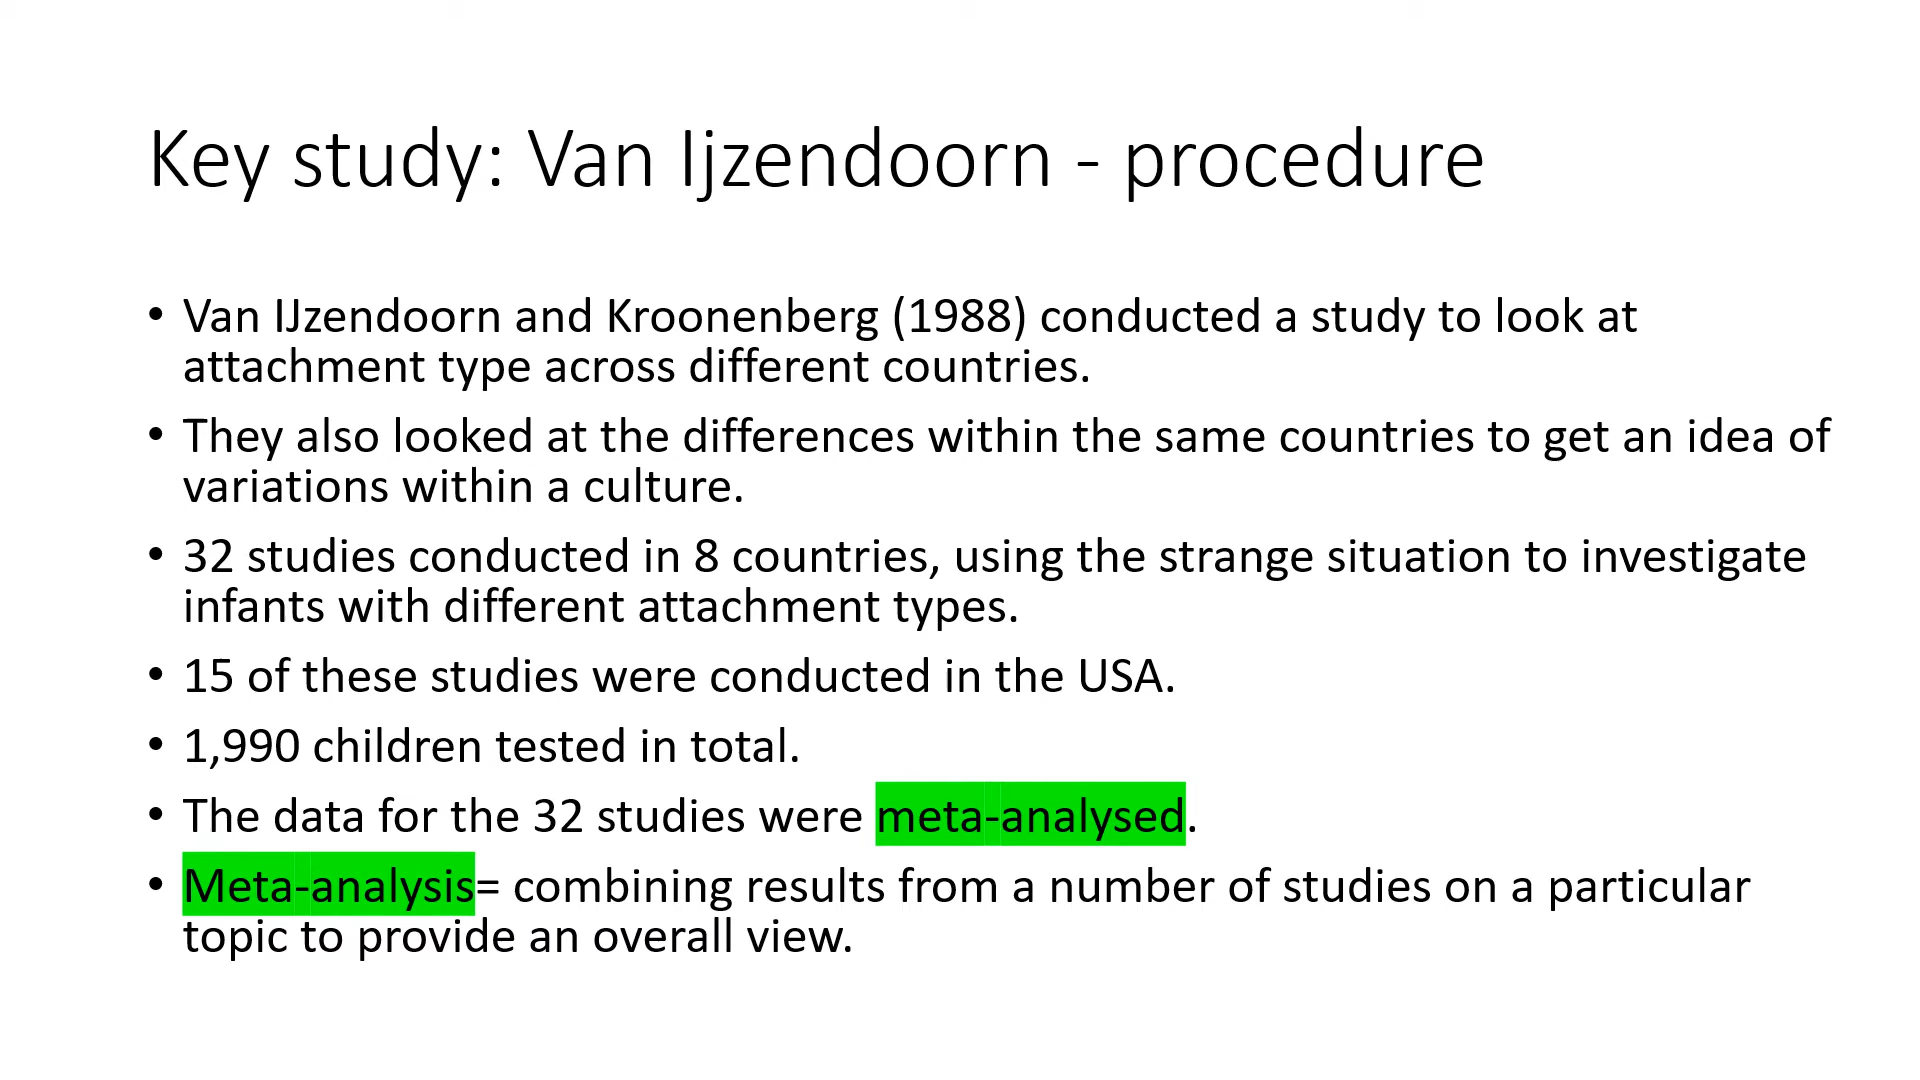 Key study: Van Ijzendoorn - procedure
• Van IJzendoorn and Kroonenberg (1988) conducted a study to look at
attachment type across different countries.
• They also looked at the differences within the same countries to get an idea of
variations within a culture.
• 32 studies conducted in 8 countries, using the strange situation to investigate
infants with different attachment types.
• 15 of these studies were conducted in the USA.
• 1,990 children tested in total.
• The data for the 32 studies were meta-analysed.
• Meta-analysis= combining results from a number of studies on a particular
topic to provide an overall view.